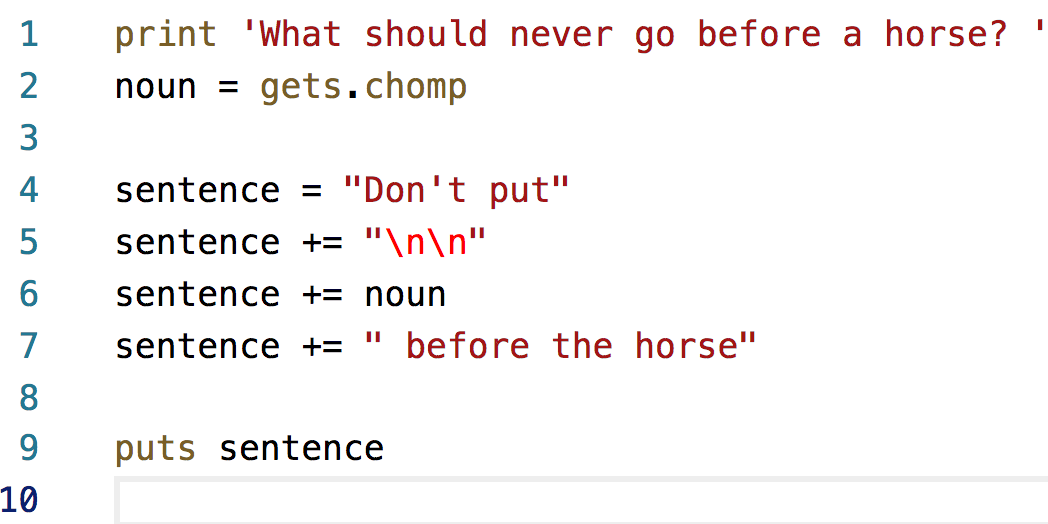 1 print 'What should never go before a horse? '
2 noun = gets.chomp
3
4 sentence = "Don't put"
5 sentence += "\n\n"
6 sentence += noun
7 sentence += " before the horse"
8
9 puts sentence
10